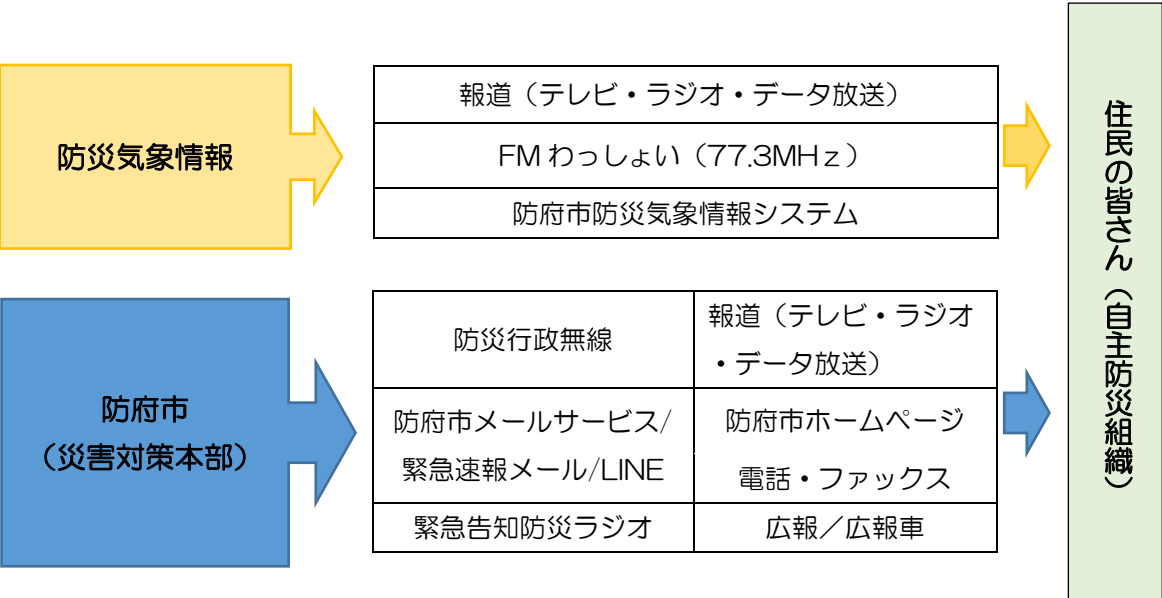 防災気象情報
報道（テレビ・ラジオ・データ放送）
FMわっしょい（77.3MHｚ）
防府市防災気象情報システム
防府市
（災害対策本部）
防災行政無線
報道（テレビ・ラジオ
・データ放送）
防府市メールサービス/
緊急速報メール/LINE
防府市ホームページ
電話・ファックス
緊急告知防災ラジオ
広報／広報車
住民の皆さん（自主防災組織）